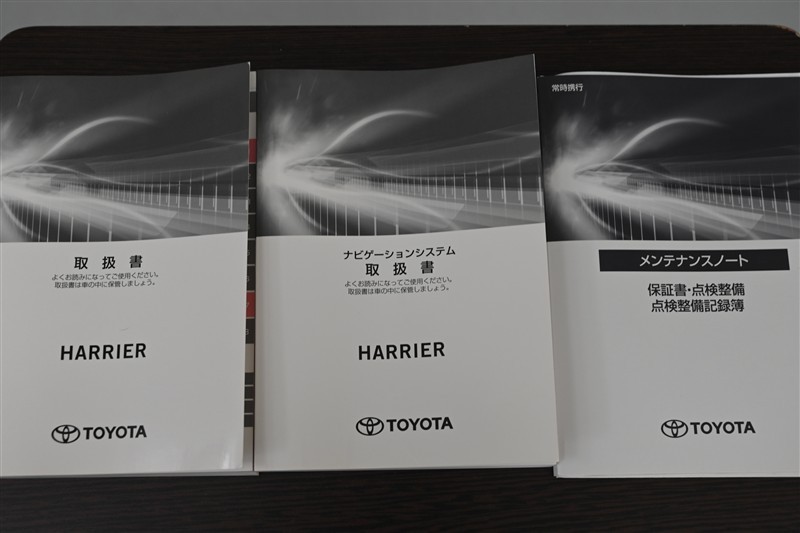 取扱書
よくお読みになってご使用ください。
取扱書は車の中に保管しましょう。
HARRIER
TOYOTA
ナビゲーションシステム
取扱書
よくお読みになってご使用ください。
取扱書は車の中に保管しましょう。
HARRIER
TOYOTA
常時携行
メンテナンスノート
保証書・点検整備
点検整備記録簿
TOYOTA